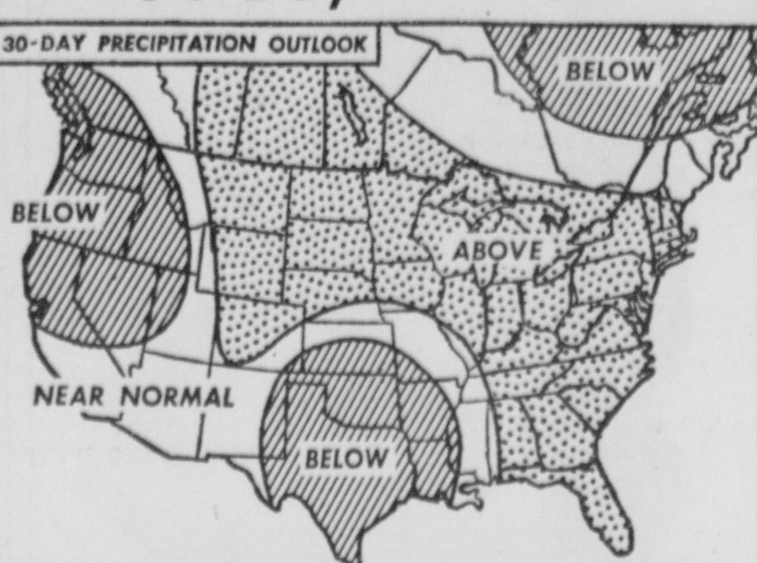 30-DAY PRECIPITATION OUTLOOK
BELOW
BELOW
ABOVE
NEAR NORMAL
BELOW